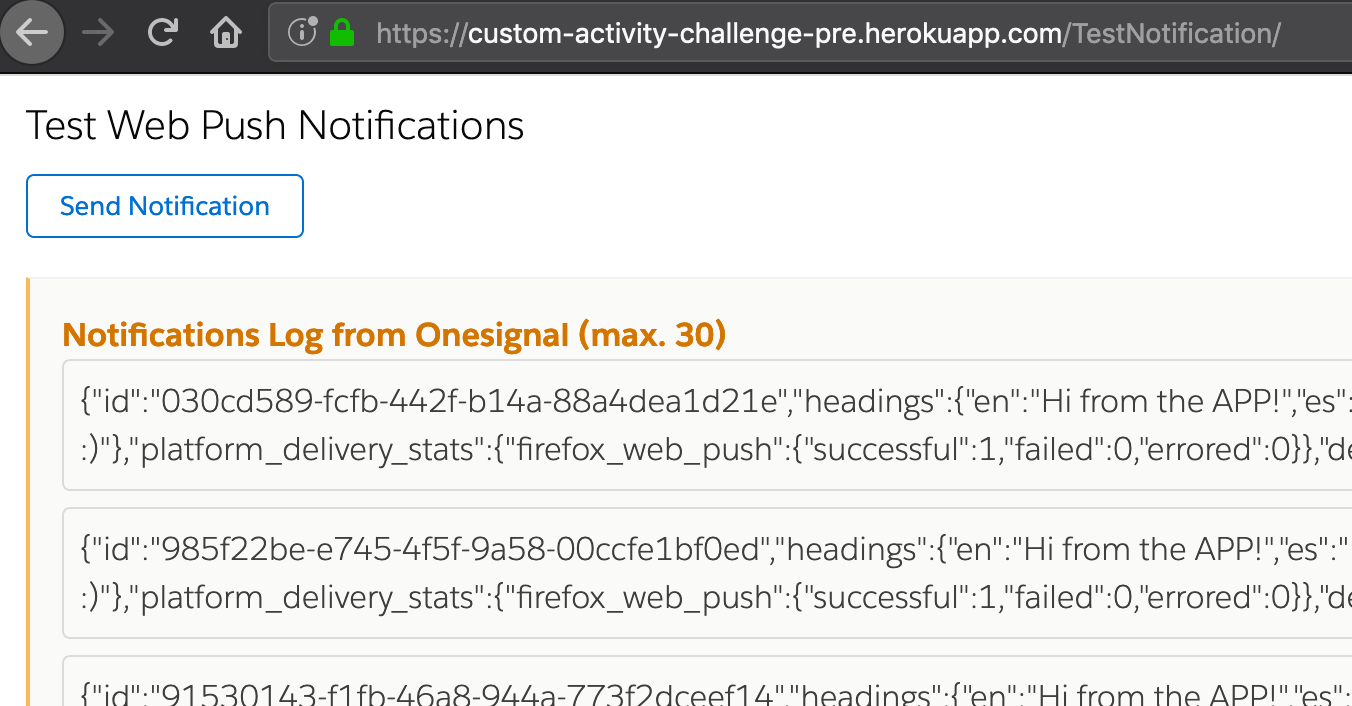 https://custom-activity-challenge-pre.herokuapp.com/TestNotification/
Test Web Push Notifications
Send Notification
Notifications Log from Onesignal (max. 30)
{"id":"030cd589-fcfb-442f-b14a-88a4dea1d21e","headings":{"en":"Hi from the APP!","es":
:)"},"platform_delivery_stats":{"firefox_web_push":{"successful":1,"failed":0,"errored":0}},"de
{"id":"985f22be-e745-4f5f-9a58-00ccfe1bf0ed","headings":{"en":"Hi from the APP!","es":"
:)"},"platform_delivery_stats":{"firefox_web_push":{"successful":1,"failed":0,"errored":0}},"de
{"id":"91530143-f1fb-46a8-944a-773f2dceef14","headings":{"en":"Hi from the APP!","es":